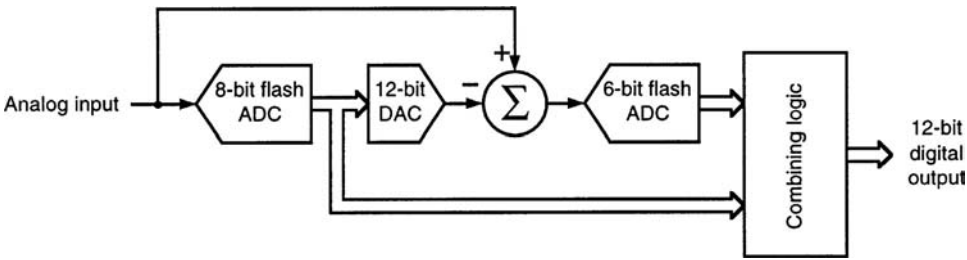 Analog input
8-bit flash
ADC
12-bit
DAC
+
−
Σ
6-bit flash
ADC
Combining logic
12-bit
digital
output